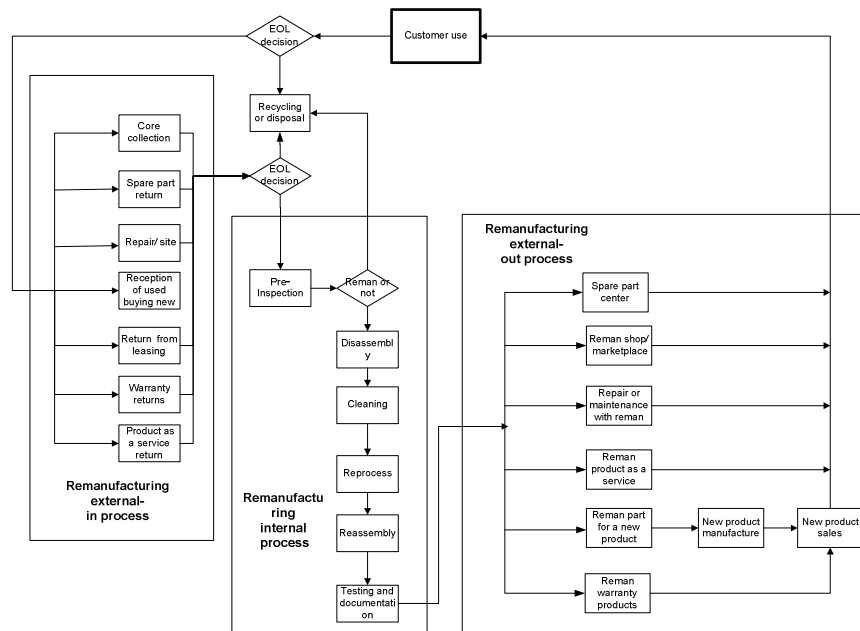 EOL
decision
Customer use
Recycling
or disposal
EOL
decision
Core
collection
Spare part
return
Repair/ site
Reception
of used
buying new
Return from
leasing
Warranty
returns
Product as
a service
return
Remanufacturing
external-
in process
Pre-
Inspection
Reman or
not
Disassembl
y
Cleaning
Reprocess
Reassembly
Testing and
documentati
on
Remanufactu
ring
internal
process
Remanufacturing
external-
out process
Spare part
center
Reman shop/
marketplace
Repair or
maintenance
with reman
Reman
product as a
service
Reman part
for a new
product
New product
manufacture
New product
sales
Reman
warranty
products